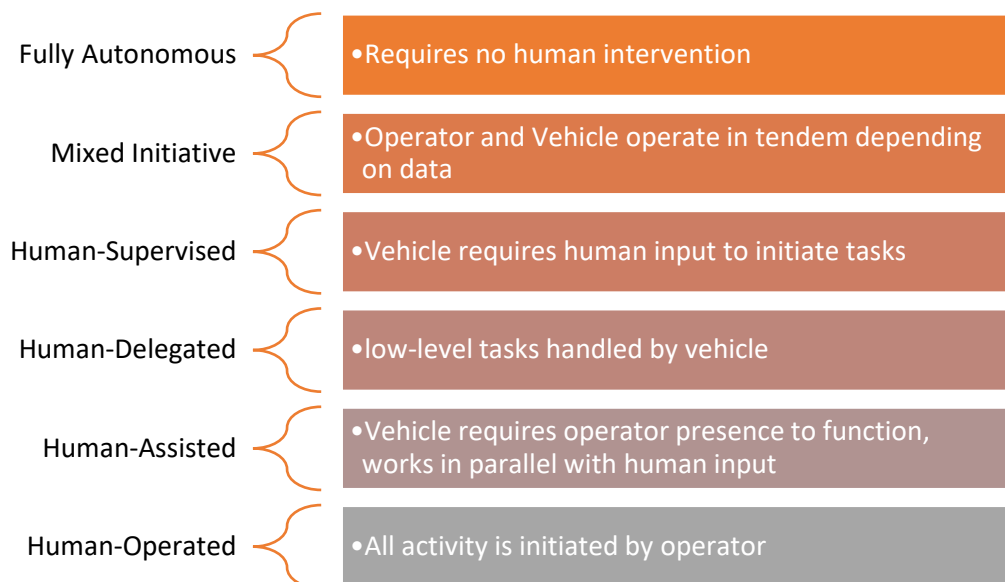 Fully Autonomous
•Requires no human intervention
Mixed Initiative
•Operator and Vehicle operate in tendem depending
on data
Human-Supervised
•Vehicle requires human input to initiate tasks
Human-Delegated
•low-level tasks handled by vehicle
Human-Assisted
•Vehicle requires operator presence to function,
works in parallel with human input
Human-Operated
•All activity is initiated by operator